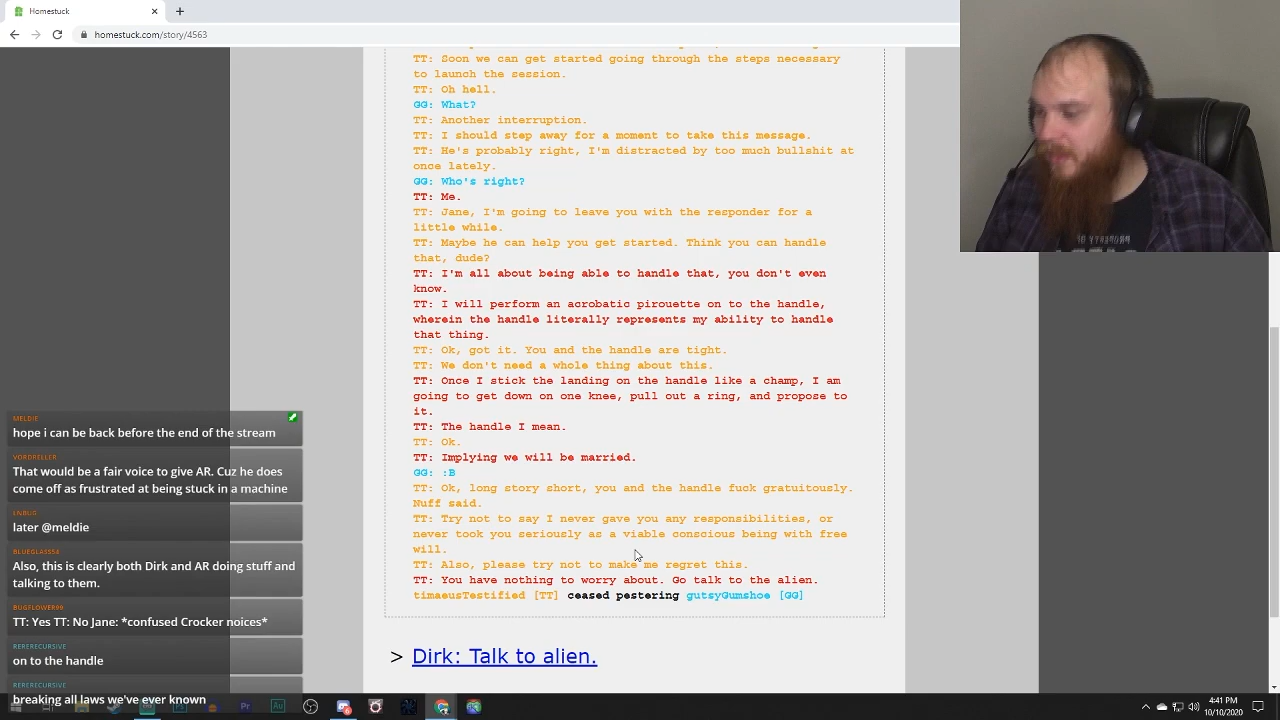 Homestuck
homestuck.com/story/4563
TT: Soon we can get started going through the steps necessary
to launch the session.
TT: Oh hell.
GG: What?
TT: Another interruption.
TT: I should step away for a moment to take this message.
TT: He's probably right, I'm distracted by too much bullshit at
once lately.
GG: Who's right?
TT: Me.
TT: Jane, I'm going to leave you with the responder for a
little while.
TT: Maybe he can help you get started. Think you can handle
that, dude?
TT: I'm all about being able to handle that, you don't even
know.
TT: I will perform an acrobatic pirouette on to the handle,
wherein the handle literally represents my ability to handle
that thing.
TT: Ok, got it. You and the handle are tight.
TT: We don't need a whole thing about this.
TT: Once I stick the landing on the handle like a champ, I am
going to get down on one knee, pull out a ring, and propose to
it.
TT: The handle I mean.
TT: Ok.
TT: Implying we will be married.
GG: :B
TT: Ok, long story short, you and the handle fuck gratuitously.
Nuff said.
TT: Try not to say I never gave you any responsibilities, or
never took you seriously as a viable conscious being with free
will.
TT: Also, please try not to make me regret this.
TT: You have nothing to worry about. Go talk to the alien.
timaeusTestified [TT] ceased pestering gutsyGumshoe [GG]
> Dirk: Talk to alien.
MELDIE
hope i can be back before the end of the stream
VORDRELLER
That would be a fair voice to give AR. Cuz he does
come off as frustrated at being stuck in a machine
later @meldie
BLUEGLASS56
Also, this is clearly both Dirk and AR doing stuff and
talking to them.
BUGFLOWER99
TT: Yes TT: No Jane: *confused Crocker noises*
RERERECURSIVE
on to the handle
RERERECURSIVE
breaking all laws we've ever known
4:41 PM
10/10/2020